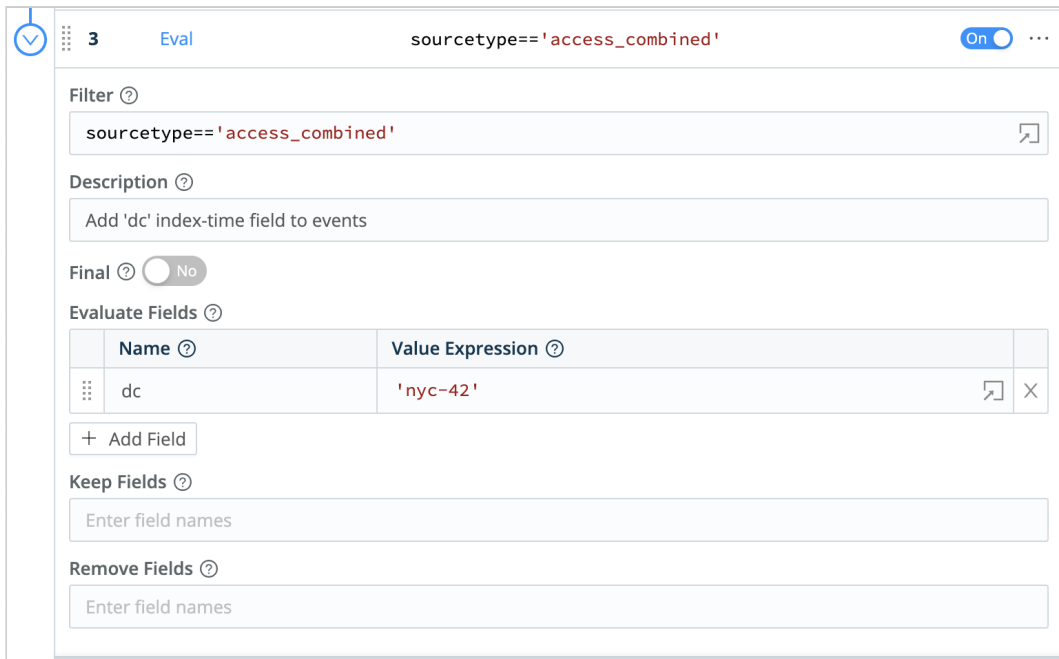 3 Eval sourcetype=='access_combined' On ...
Filter ?
sourcetype=='access_combined'
Description ?
Add 'dc' index-time field to events
Final ? No
Evaluate Fields ?
Name ? Value Expression ?
dc 'nyc-42'
+ Add Field
Keep Fields ?
Enter field names
Remove Fields ?
Enter field names